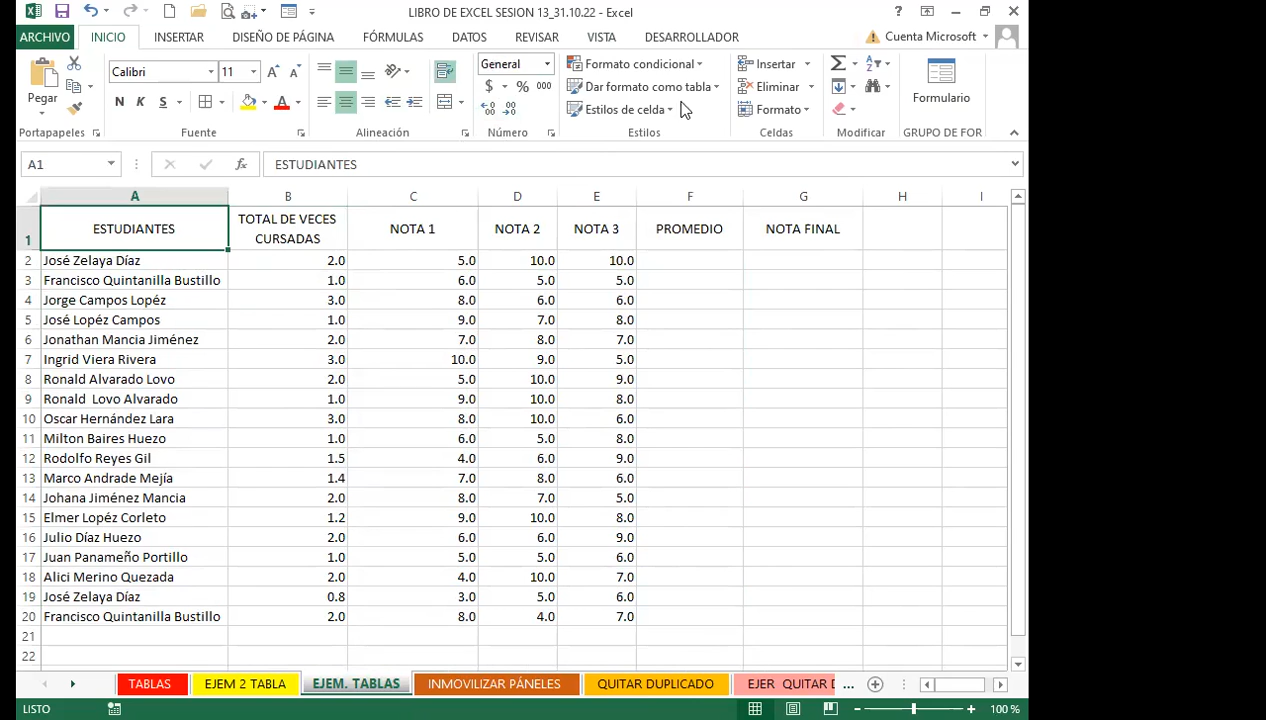 LIBRO DE EXCEL SESION 13_31.10.22 - Excel
ARCHIVO INICIO INSERTAR DISEÑO DE PÁGINA FÓRMULAS DATOS REVISAR VISTA DESARROLLADOR Cuenta Microsoft
Pegar
Calibri 11
N K S
General
$ % 000
Formato condicional
Dar formato como tabla
Estilos de celda
Insertar
Eliminar
Formato
Formulario
Portapapeles Fuente Alineación Número Estilos Celdas Modificar GRUPO DE FOR
A1 fx ESTUDIANTES
A B C D E F G H I
1 ESTUDIANTES TOTAL DE VECES CURSADAS NOTA 1 NOTA 2 NOTA 3 PROMEDIO NOTA FINAL
2 José Zelaya Díaz 2.0 5.0 10.0 10.0
3 Francisco Quintanilla Bustillo 1.0 6.0 5.0 5.0
4 Jorge Campos Lopéz 3.0 8.0 6.0 6.0
5 José Lopéz Campos 1.0 9.0 7.0 8.0
6 Jonathan Mancia Jiménez 2.0 7.0 8.0 7.0
7 Ingrid Viera Rivera 3.0 10.0 9.0 5.0
8 Ronald Alvarado Lovo 2.0 5.0 10.0 9.0
9 Ronald  Lovo Alvarado 1.0 9.0 10.0 8.0
10 Oscar Hernández Lara 3.0 8.0 10.0 6.0
11 Milton Baires Huezo 1.0 6.0 5.0 8.0
12 Rodolfo Reyes Gil 1.5 4.0 6.0 9.0
13 Marco Andrade Mejía 1.4 7.0 8.0 6.0
14 Johana Jiménez Mancia 2.0 8.0 7.0 5.0
15 Elmer Lopéz Corleto 1.2 9.0 10.0 8.0
16 Julio Díaz Huezo 2.0 6.0 6.0 9.0
17 Juan Panameño Portillo 1.0 5.0 5.0 6.0
18 Alici Merino Quezada 2.0 4.0 10.0 7.0
19 José Zelaya Díaz 0.8 3.0 5.0 6.0
20 Francisco Quintanilla Bustillo 2.0 8.0 4.0 7.0
21
22
TABLAS EJEM 2 TABLA EJEM. TABLAS INMOVILIZAR PÁNELES QUITAR DUPLICADO EJER QUITAR D ...
LISTO 100 %